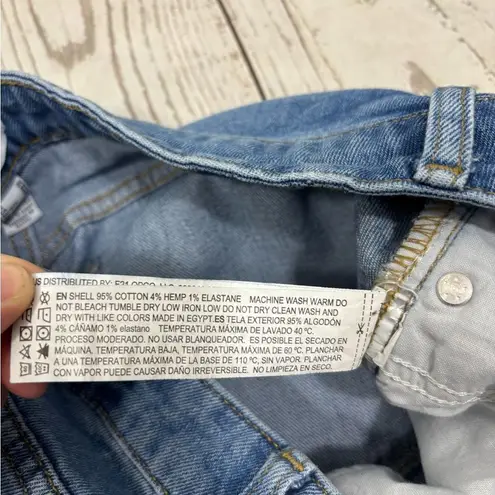 US DISTRIBUTED BY: F21 OPCO, LLC
EN SHELL 95% COTTON 4% HEMP 1% ELASTANE MACHINE WASH WARM DO
NOT BLEACH TUMBLE DRY LOW IRON LOW DO NOT DRY CLEAN WASH AND
DRY WITH LIKE COLORS MADE IN EGYPT.ES TELA EXTERIOR 95% ALGODÓN
4% CÁÑAMO 1% elastano TEMPERATURA MÁXIMA DE LAVADO 40 ºC.
PROCESO MODERADO. NO USAR BLANQUEADOR. ES POSIBLE EL SECADO EN
MÁQUINA. TEMPERATURA BAJA, TEMPERATURA MÁXIMA DE 60 ºC. PLANCHAR
A UNA TEMPERATURA MÁXIMA DE LA BASE DE 110 ºC, SIN VAPOR. PLANCHAR
CON VAPOR PUEDE CAUSAR DAÑO IRREVERSIBLE. NO LIMPIEZA EN SECO.